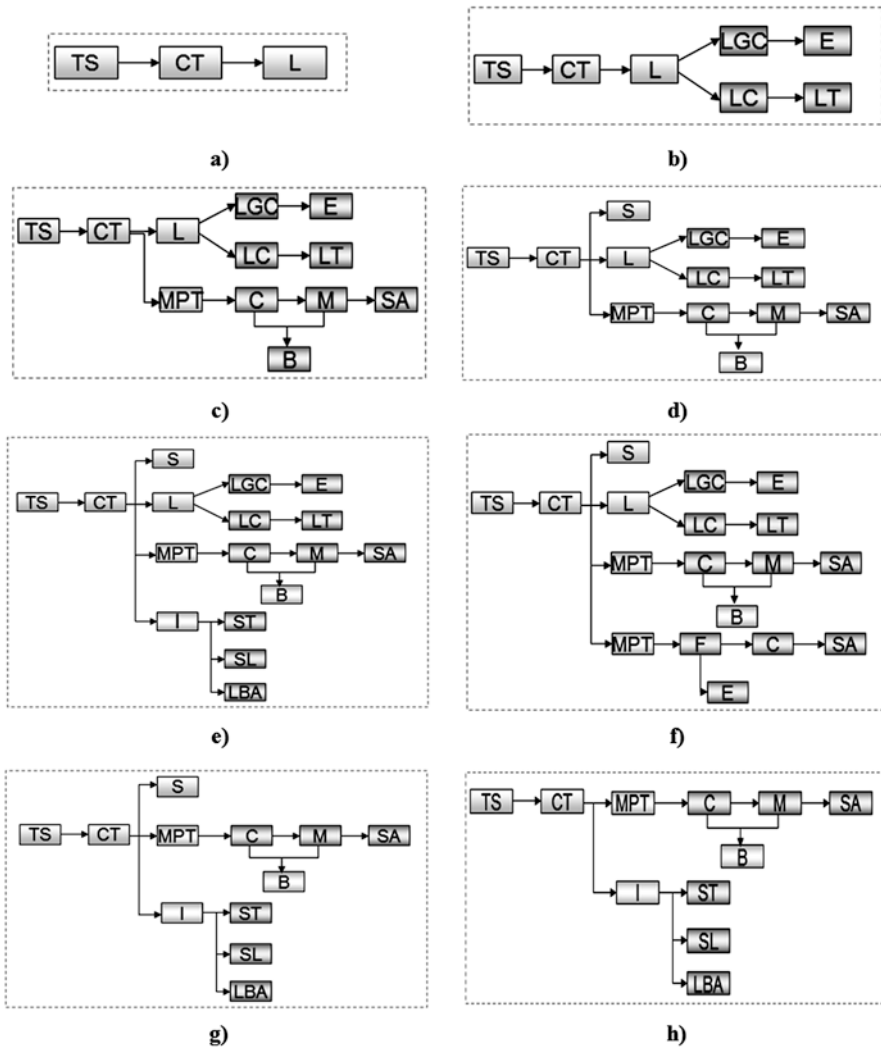 TS CT L
a)
LGC E
TS CT L
LC LT
b)
LGC E
TS CT L
LC LT
MPT C M SA
B
c)
S
LGC E
TS CT L
LC LT
MPT C M SA
B
d)
S
LGC E
TS CT L
LC LT
MPT C M SA
B
I ST
SL
LBA
e)
S
LGC E
TS CT L
LC LT
MPT C M SA
B
MPT F C SA
E
f)
S
TS CT MPT C M SA
B
I ST
SL
LBA
g)
TS CT MPT C M SA
B
I ST
SL
LBA
h)